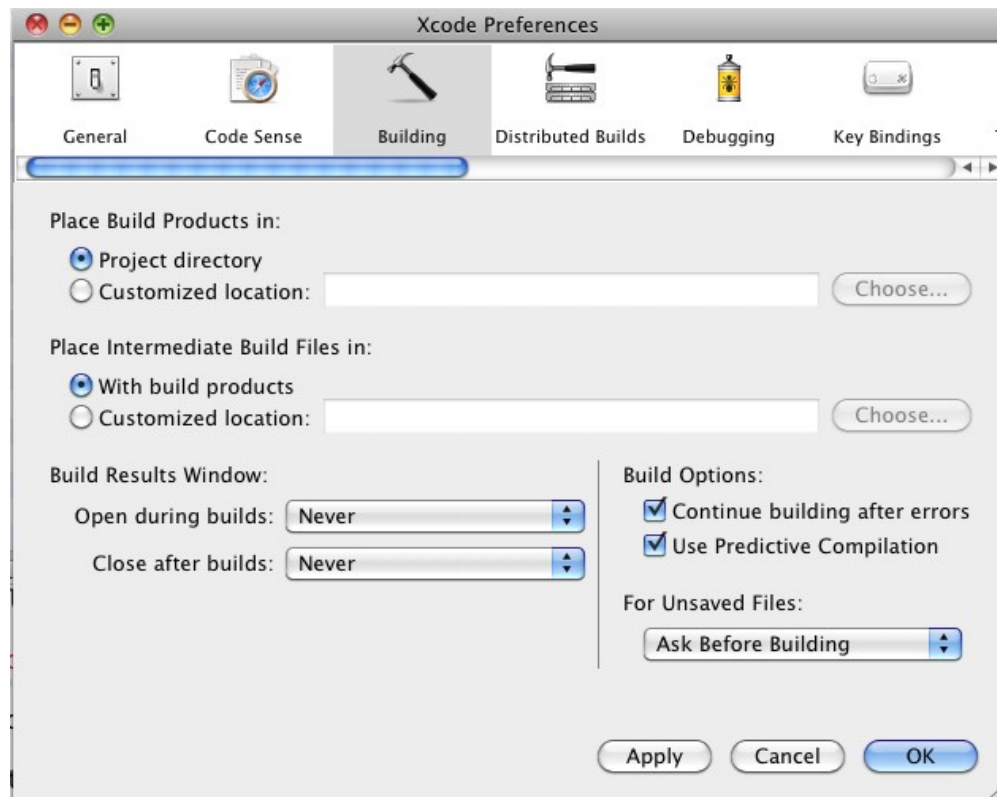 Xcode Preferences
General Code Sense Building Distributed Builds Debugging Key Bindings
Place Build Products in:
Project directory
Customized location: Choose...
Place Intermediate Build Files in:
With build products
Customized location: Choose...
Build Results Window:
Open during builds: Never
Close after builds: Never
Build Options:
Continue building after errors
Use Predictive Compilation
For Unsaved Files:
Ask Before Building
Apply Cancel OK